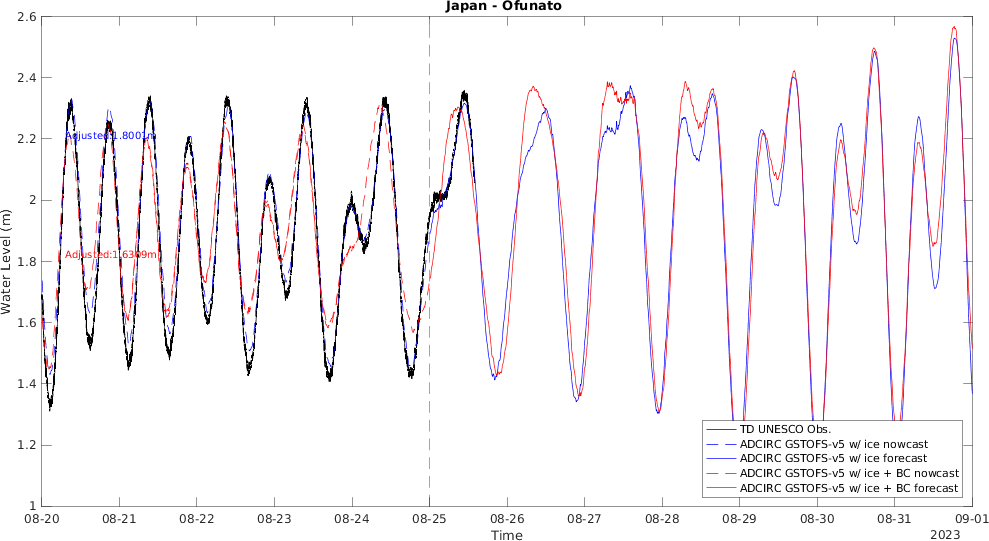 Japan - Ofunato
2.6
2.4
2.2
2
1.8
1.6
1.4
1.2
1
Water Level (m)
Adjusted:1.8001m
Adjusted:1.6309m
TD UNESCO Obs.
ADCIRC GSTOFS-v5 w/ ice nowcast
ADCIRC GSTOFS-v5 w/ ice forecast
ADCIRC GSTOFS-v5 w/ ice + BC nowcast
ADCIRC GSTOFS-v5 w/ ice + BC forecast
08-20 08-21 08-22 08-23 08-24 08-25 08-26 08-27 08-28 08-29 08-30 08-31 09-01
Time
2023